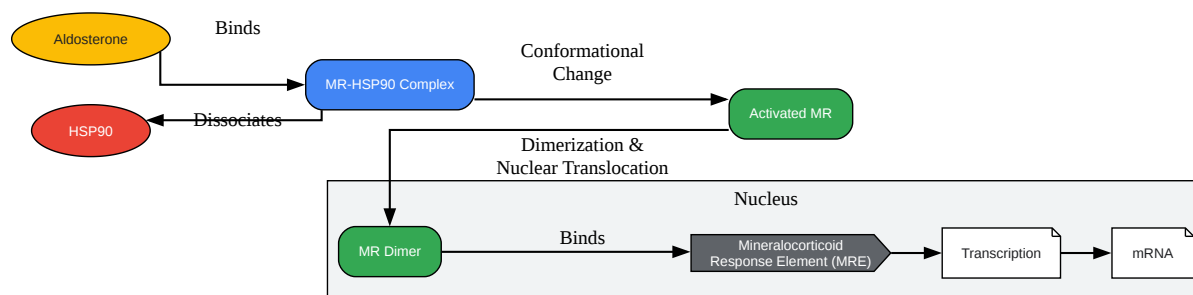 Aldosterone
Binds
MR-HSP90 Complex
Conformational
Change
HSP90
Dissociates
Activated MR
Dimerization &
Nuclear Translocation
Nucleus
MR Dimer
Binds
Mineralocorticoid
Response Element (MRE)
Transcription
mRNA